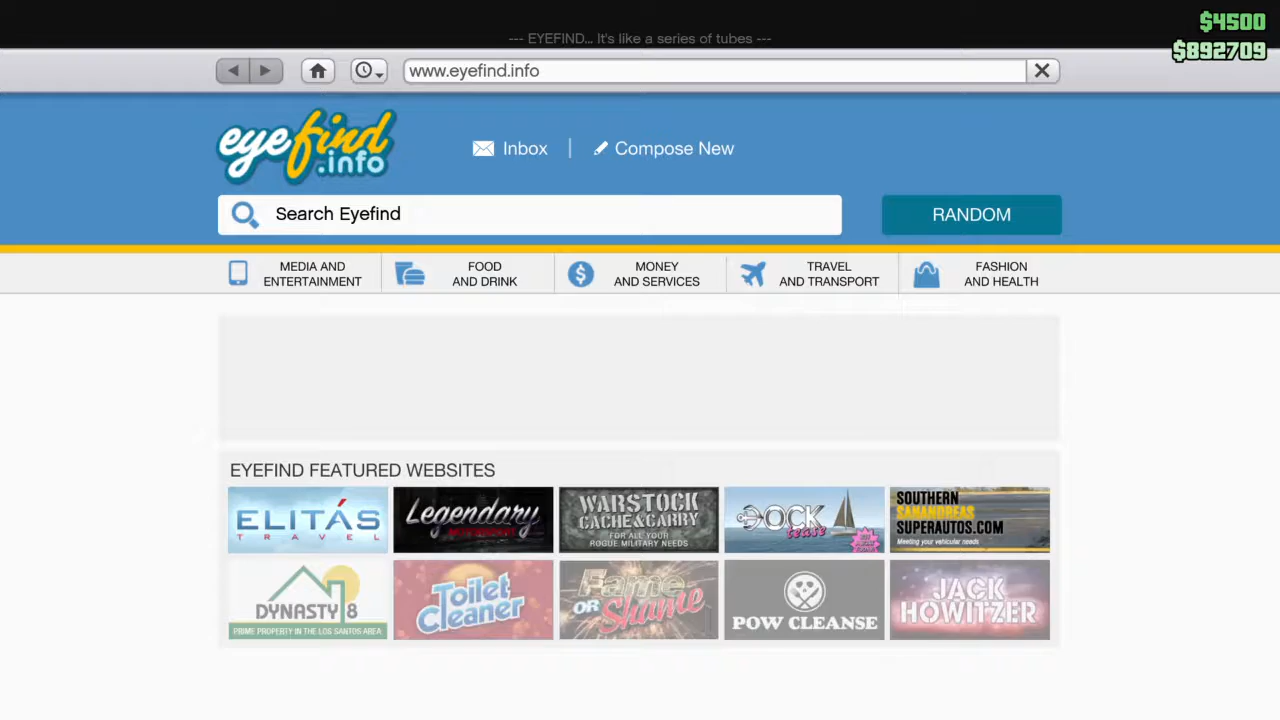 $4500
--- EYEFIND... It's like a series of tubes ---
$892709
www.eyefind.info
eyefind
.info
Inbox
Compose New
Search Eyefind
RANDOM
MEDIA AND
ENTERTAINMENT
FOOD
AND DRINK
MONEY
AND SERVICES
TRAVEL
AND TRANSPORT
FASHION
AND HEALTH
EYEFIND FEATURED WEBSITES
ELITÁS
TRAVEL
Legendary
WARSTOCK
CACHE&CARRY
FOR ALL YOUR
ROGUE MILITARY NEEDS
DOCK
tease
SOUTHERN
SANANDREAS
SUPERAUTOS.COM
Meeting your vehicular needs
DYNASTY 8
PRIME PROPERTY IN THE LOS SANTOS AREA
Toilet
Cleaner
Fame
OR Shame
POW CLEANSE
JACK
HOWITZER